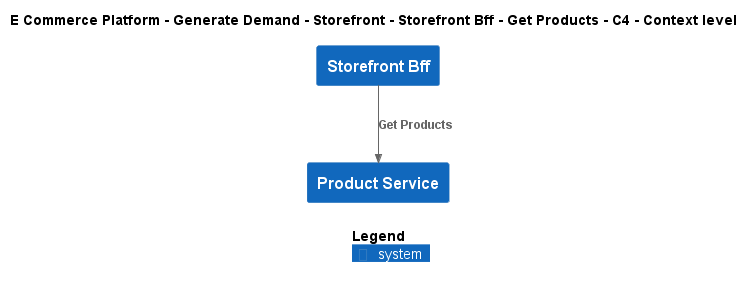 E Commerce Platform - Generate Demand - Storefront - Storefront Bff - Get Products - C4 - Context level
Storefront Bff
Get Products
Product Service
Legend
system